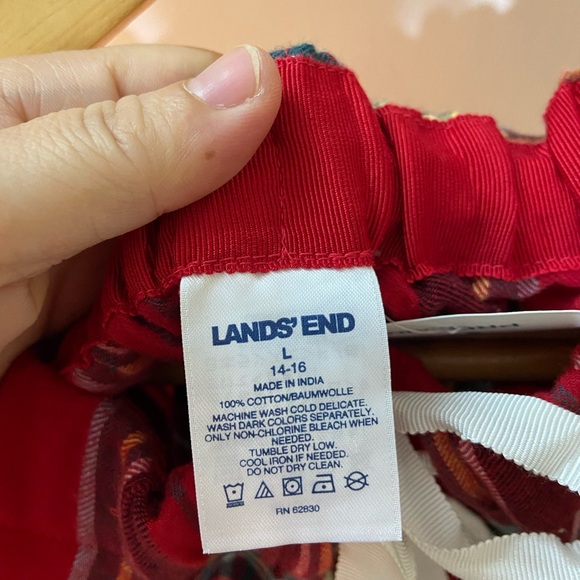 LANDS' END
L
14-16
MADE IN INDIA
100% COTTON/BAUMWOLLE
MACHINE WASH COLD DELICATE.
WASH DARK COLORS SEPARATELY.
ONLY NON-CHLORINE BLEACH WHEN
NEEDED.
TUMBLE DRY LOW.
COOL IRON IF NEEDED.
DO NOT DRY CLEAN.
RN 62830